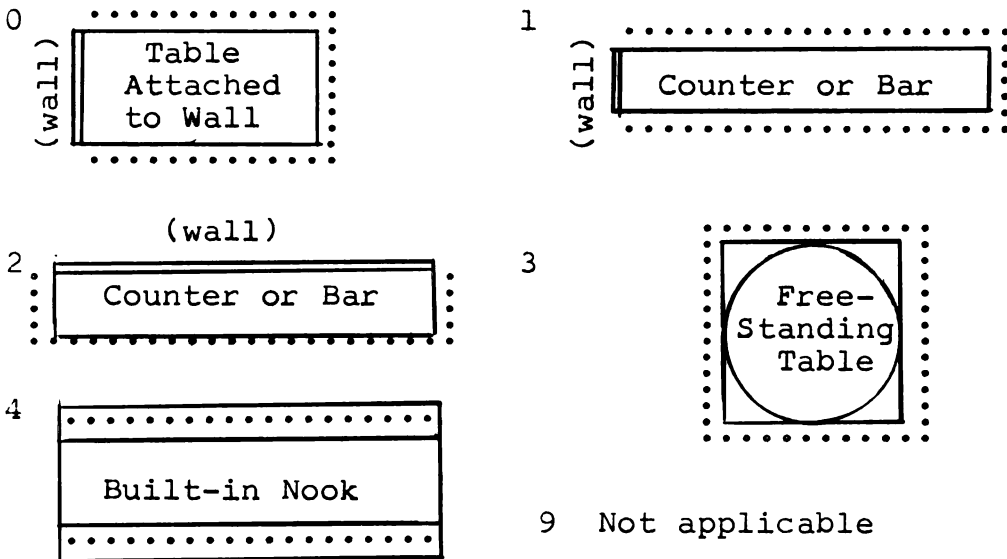 0
(wall)
Table
Attached
to Wall
1
(wall)
Counter or Bar
2
(wall)
Counter or Bar
3
Free-
Standing
Table
4
Built-in Nook
9 Not applicable